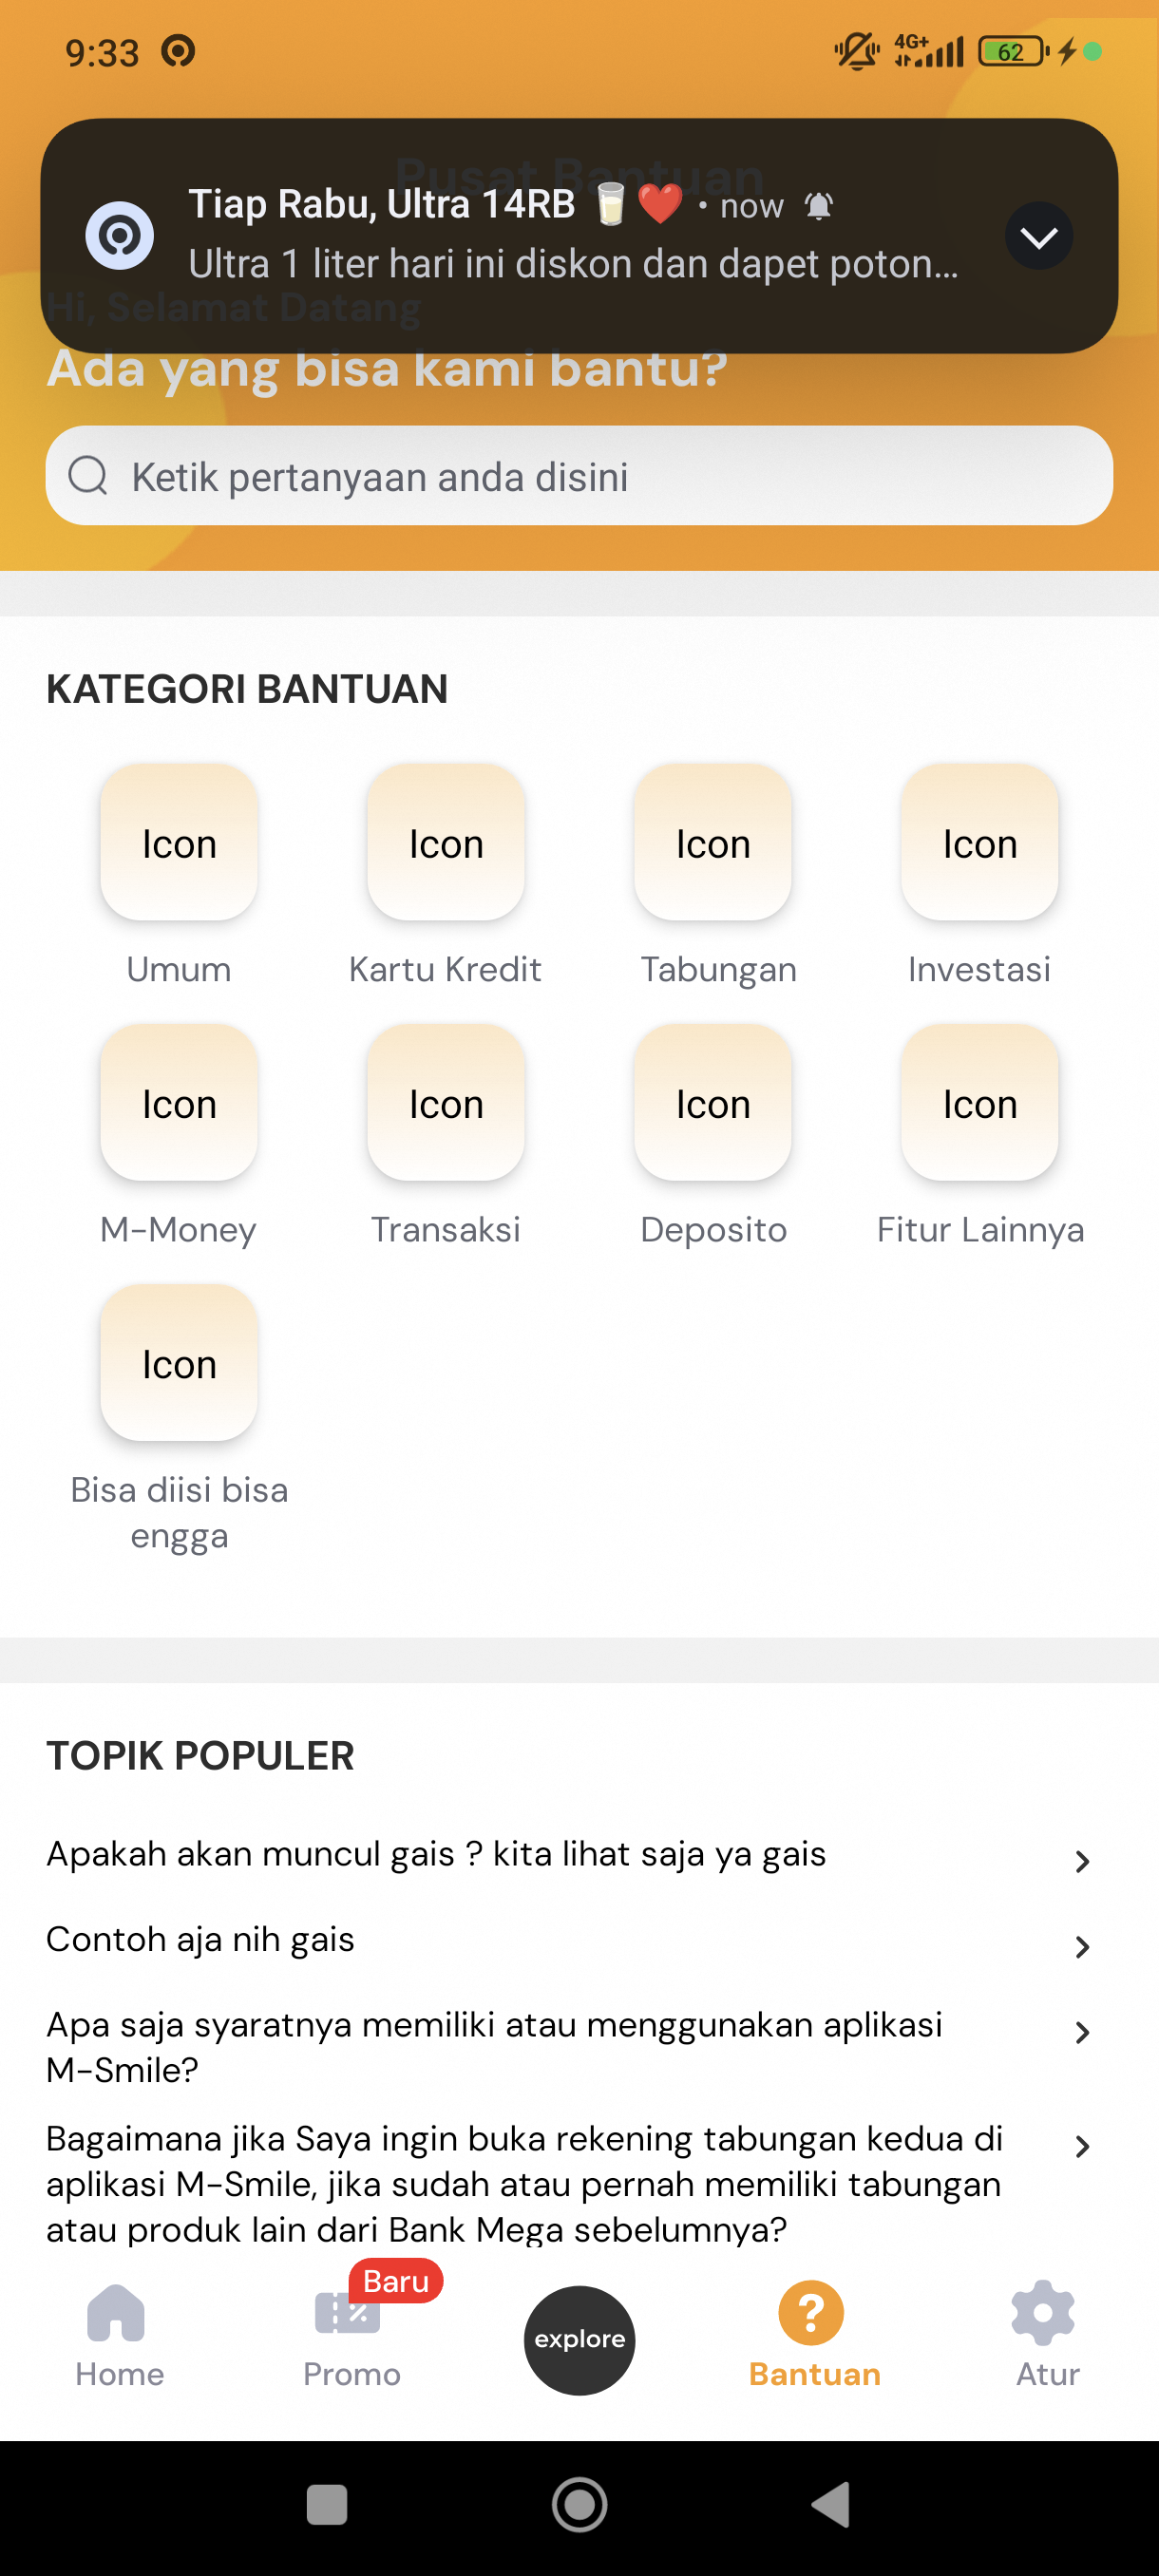 9:33
4G+
62
Pusat Bantuan
Tiap Rabu, Ultra 14RB 🥛❤️ • now
Ultra 1 liter hari ini diskon dan dapet poton...
Hi, Selamat Datang
Ada yang bisa kami bantu?
Ketik pertanyaan anda disini
KATEGORI BANTUAN
Icon Icon Icon Icon
Umum Kartu Kredit Tabungan Investasi
Icon Icon Icon Icon
M-Money Transaksi Deposito Fitur Lainnya
Icon
Bisa diisi bisa
engga
TOPIK POPULER
Apakah akan muncul gais ? kita lihat saja ya gais
Contoh aja nih gais
Apa saja syaratnya memiliki atau menggunakan aplikasi
M-Smile?
Bagaimana jika Saya ingin buka rekening tabungan kedua di
aplikasi M-Smile, jika sudah atau pernah memiliki tabungan
atau produk lain dari Bank Mega sebelumnya?
Baru
explore
Home Promo Bantuan Atur